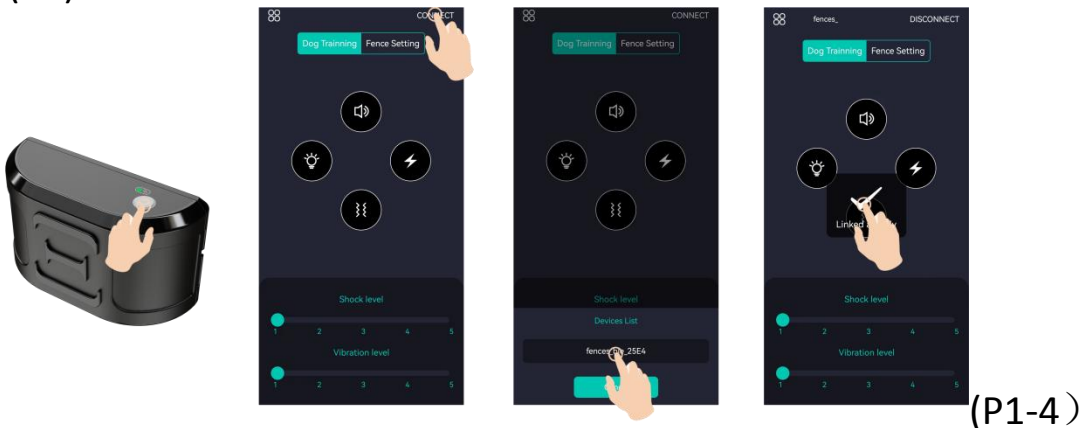 CONNECT
Dog Trainning Fence Setting
Shock level
1 2 3 4 5
Vibration level
1 2 3 4 5
CONNECT
Dog Trainning Fence Setting
Shock level
Devices List
fences_ 25E4
fences_ DISCONNECT
Dog Trainning Fence Setting
Linked
Shock level
1 2 3 4 5
Vibration level
1 2 3 4 5
(P1-4）